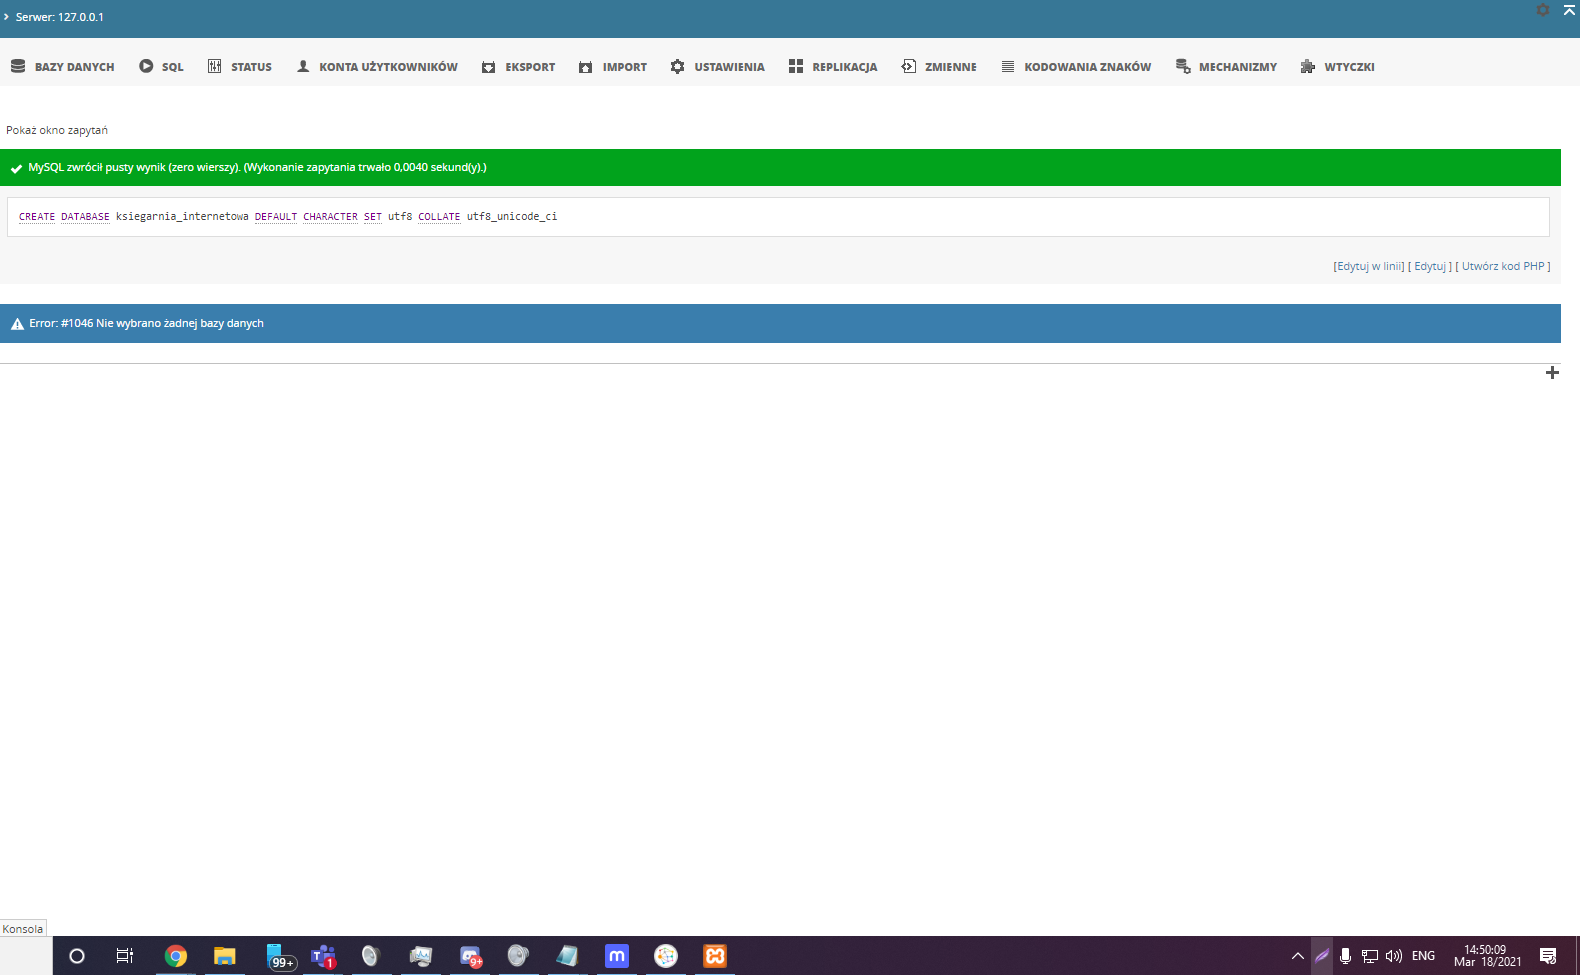 Serwer: 127.0.0.1
BAZY DANYCH SQL STATUS KONTA UŻYTKOWNIKÓW EKSPORT IMPORT USTAWIENIA REPLIKACJA ZMIENNE KODOWANIA ZNAKÓW MECHANIZMY WTYCZKI
Pokaż okno zapytań
MySQL zwrócił pusty wynik (zero wierszy). (Wykonanie zapytania trwało 0,0040 sekund(y).)
CREATE DATABASE ksiegarnia_internetowa DEFAULT CHARACTER SET utf8 COLLATE utf8_unicode_ci
[Edytuj w linii] [ Edytuj ] [ Utwórz kod PHP ]
Error: #1046 Nie wybrano żadnej bazy danych
Konsola
99+ T 1 9+ m ENG 14:50:09
Mar 18/2021